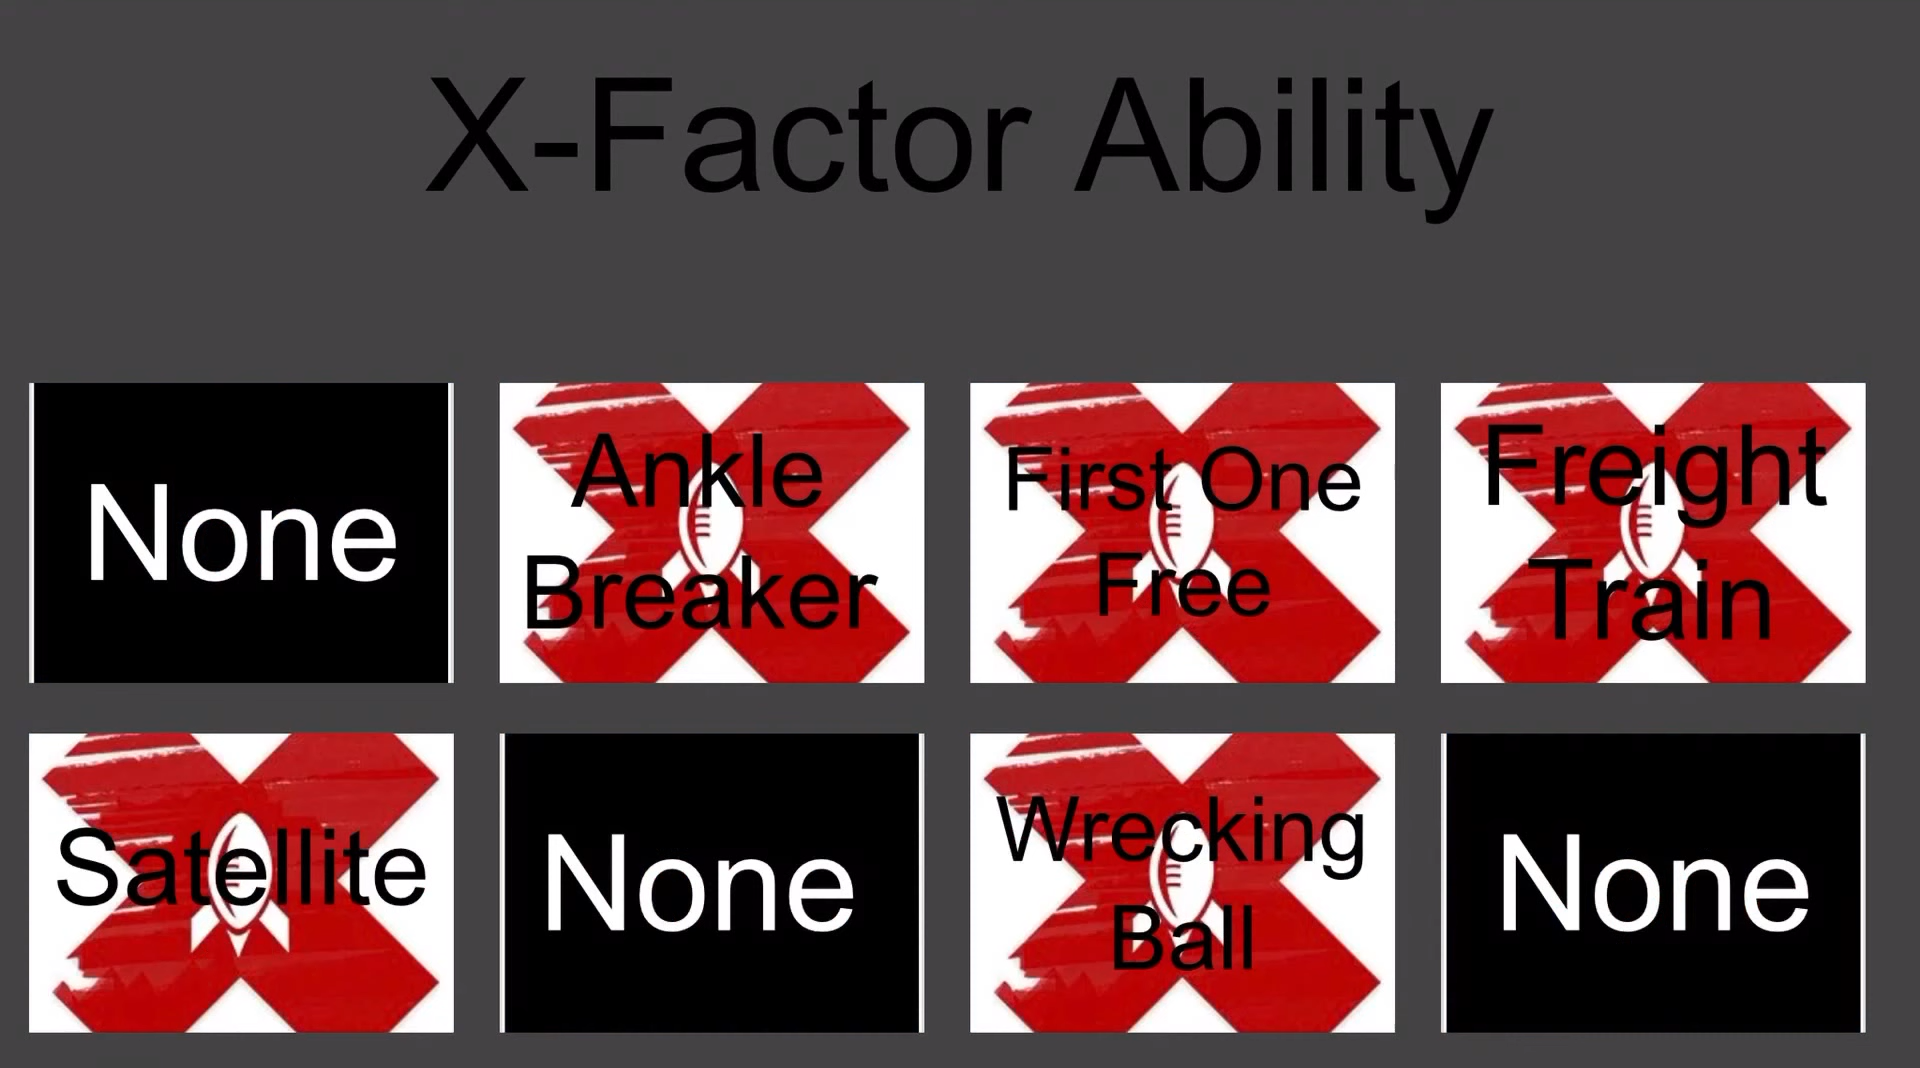 X-Factor Ability
None
Ankle
Breaker
First One
Free
Freight
Train
Satellite
None
Wrecking
Ball
None